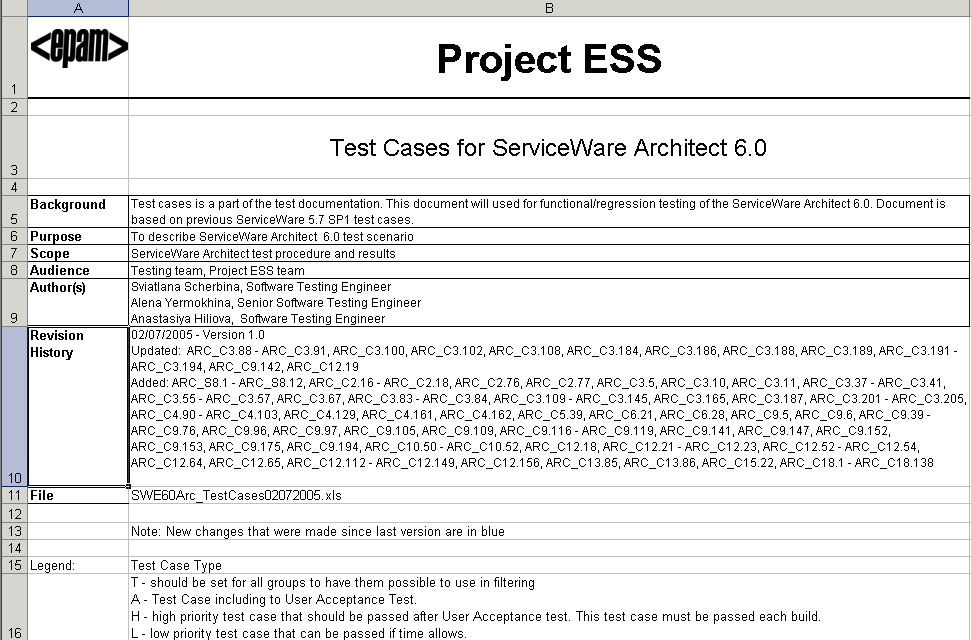 A B
<epam> Project ESS
1
2
Test Cases for ServiceWare Architect 6.0
3
4
Background Test cases is a part of the test documentation. This document will used for functional/regression testing of the ServiceWare Architect 6.0. Document is
5 based on previous ServiceWare 5.7 SP1 test cases.
6 Purpose To describe ServiceWare Architect 6.0 test scenario
7 Scope ServiceWare Architect test procedure and results
8 Audience Testing team, Project ESS team
Author(s) Sviatlana Scherbina, Software Testing Engineer
Alena Yermokhina, Senior Software Testing Engineer
9 Anastasiya Hiliova, Software Testing Engineer
Revision 02/07/2005 - Version 1.0
History Updated: ARC_C3.88 - ARC_C3.91, ARC_C3.100, ARC_C3.102, ARC_C3.108, ARC_C3.184, ARC_C3.186, ARC_C3.188, ARC_C3.189, ARC_C3.191 -
ARC_C3.194, ARC_C9.142, ARC_C12.19
Added: ARC_S8.1 - ARC_S8.12, ARC_C2.16 - ARC_C2.18, ARC_C2.76, ARC_C2.77, ARC_C3.5, ARC_C3.10, ARC_C3.11, ARC_C3.37 - ARC_C3.41,
ARC_C3.55 - ARC_C3.57, ARC_C3.67, ARC_C3.83 - ARC_C3.84, ARC_C3.109 - ARC_C3.145, ARC_C3.165, ARC_C3.187, ARC_C3.201 - ARC_C3.205,
ARC_C4.90 - ARC_C4.103, ARC_C4.129, ARC_C4.161, ARC_C4.162, ARC_C5.39, ARC_C6.21, ARC_C6.28, ARC_C9.5, ARC_C9.6, ARC_C9.39 -
ARC_C9.76, ARC_C9.96, ARC_C9.97, ARC_C9.105, ARC_C9.109, ARC_C9.116 - ARC_C9.119, ARC_C9.141, ARC_C9.147, ARC_C9.152,
ARC_C9.153, ARC_C9.175, ARC_C9.194, ARC_C10.50 - ARC_C10.52, ARC_C12.18, ARC_C12.21 - ARC_C12.23, ARC_C12.52 - ARC_C12.54,
10 ARC_C12.64, ARC_C12.65, ARC_C12.112 - ARC_C12.149, ARC_C12.156, ARC_C13.85, ARC_C13.86, ARC_C15.22, ARC_C18.1 - ARC_C18.138
11 File SWE60Arc_TestCases02072005.xls
12
13 Note: New changes that were made since last version are in blue
14
15 Legend: Test Case Type
T - should be set for all groups to have them possible to use in filtering
A - Test Case including to User Acceptance Test.
H - high priority test case that should be passed after User Acceptance test. This test case must be passed each build.
16 L - low priority test case that can be passed if time allows.